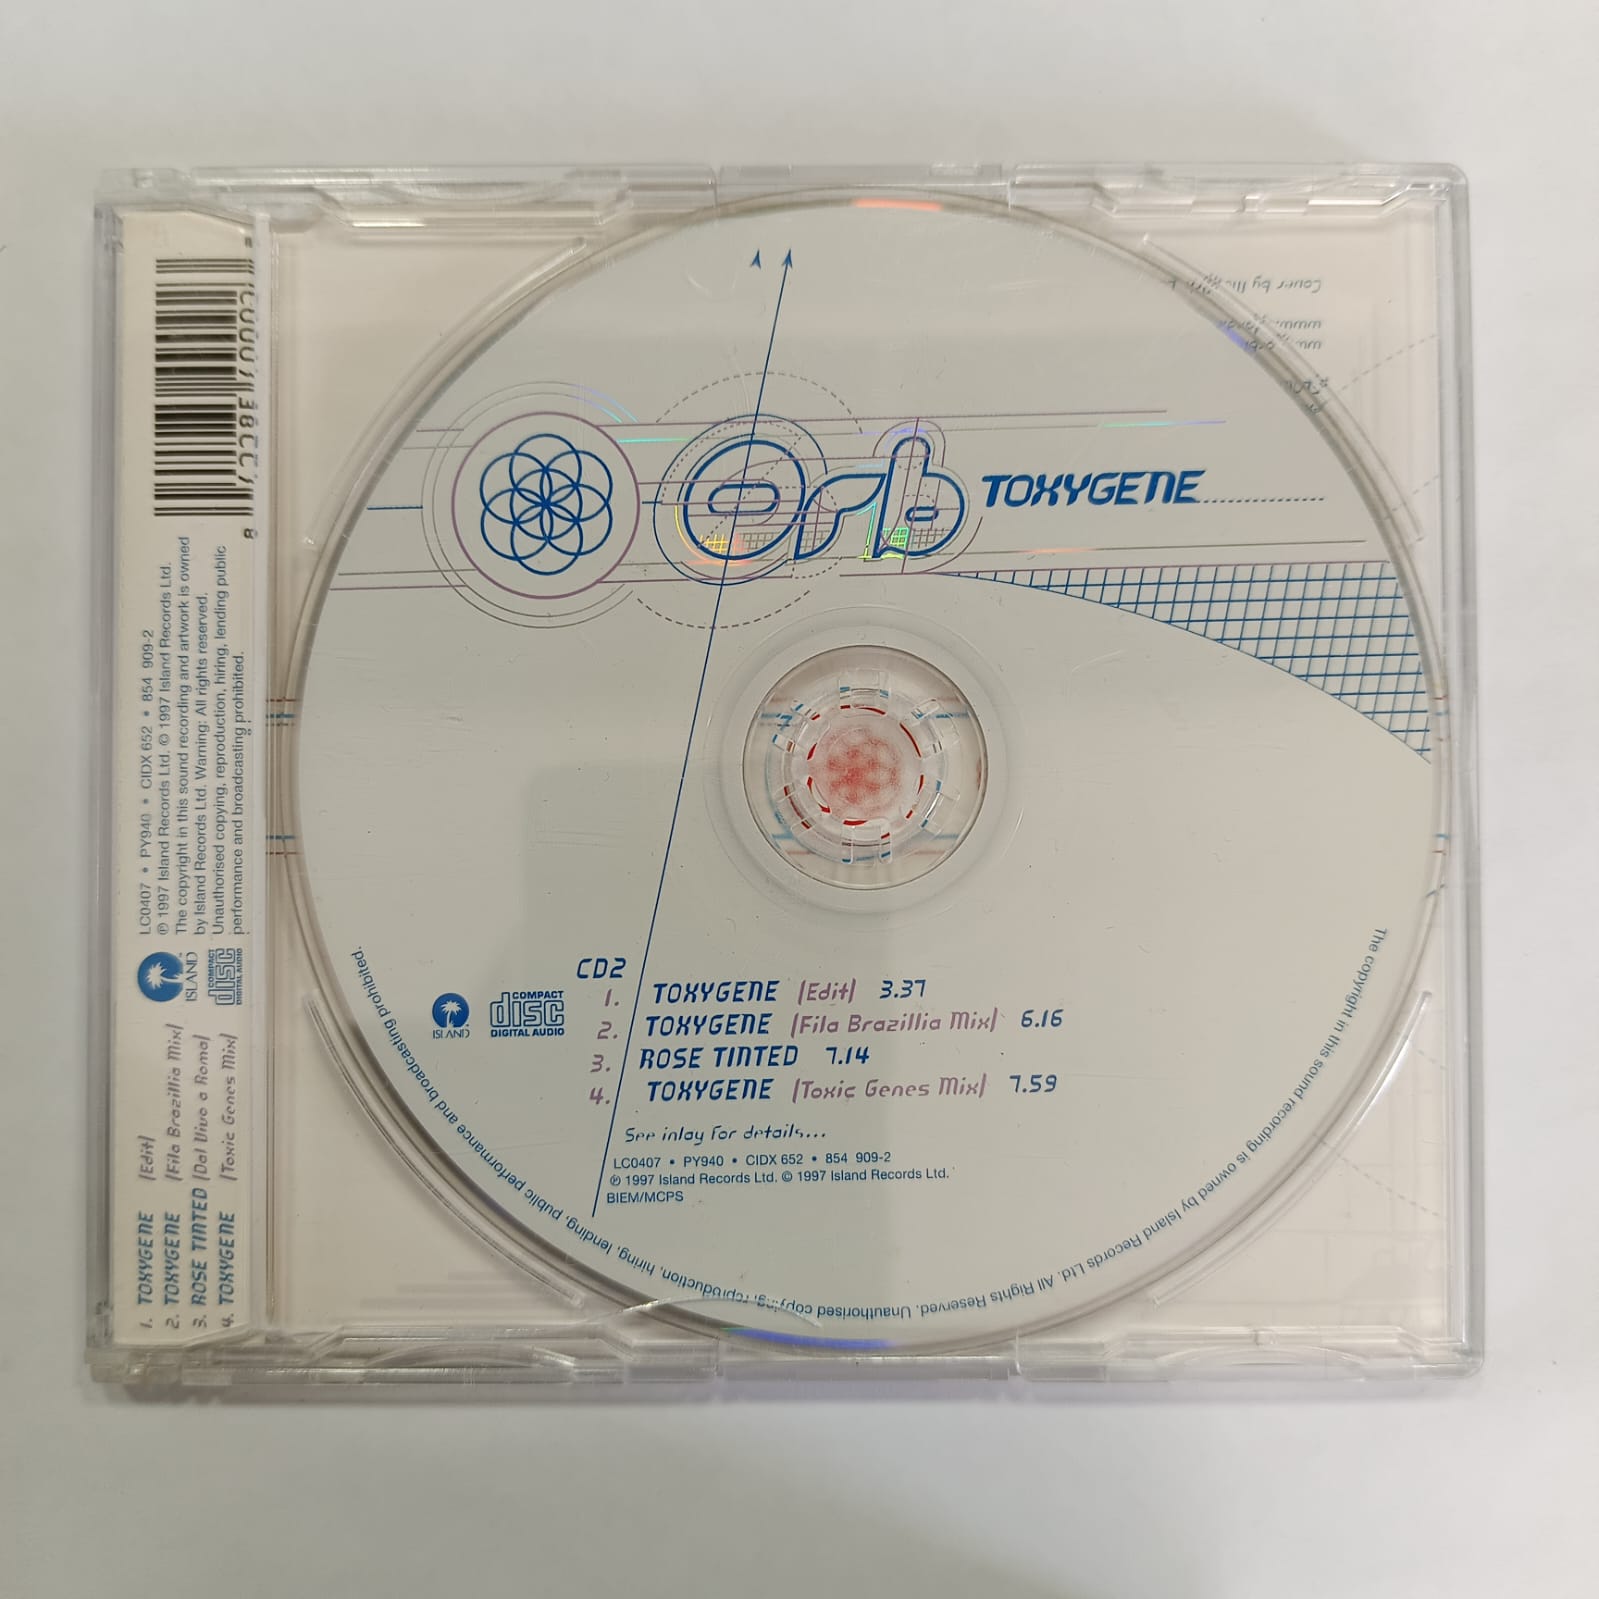 Orb TOXYGENE
CD2
1. TOXYGENE |Edit| 3.37
2. TOXYGENE |Fila Brazillia Mix| 6.16
3. ROSE TINTED 7.14
4. TOXYGENE |Toxic Genes Mix| 7.59
See inlay For details...
LC0407 • PY940 • CIDX 652 • 854 909-2
℗ 1997 Island Records Ltd. © 1997 Island Records Ltd.
BIEM/MCPS
ISLAND
COMPACT
disc
DIGITAL AUDIO
The copyright in this sound recording is owned by Island Records Ltd. All Rights Reserved. Unauthorised copying, reproduction, hiring, lending, public performance and broadcasting prohibited.
1. TOXYGENE |Edit|
2. TOXYGENE |Fila Brazillia Mix|
3. ROSE TINTED |Dal Vivo a Roma|
4. TOXYGENE |Toxic Genes Mix|
ISLAND
COMPACT
disc
DIGITAL AUDIO
LC0407 • PY940 • CIDX 652 • 854 909-2
℗ 1997 Island Records Ltd. © 1997 Island Records Ltd.
The copyright in this sound recording and artwork is owned
by Island Records Ltd. Warning: All rights reserved.
Unauthorised copying, reproduction, hiring, lending public
performance and broadcasting prohibited.
Cover by